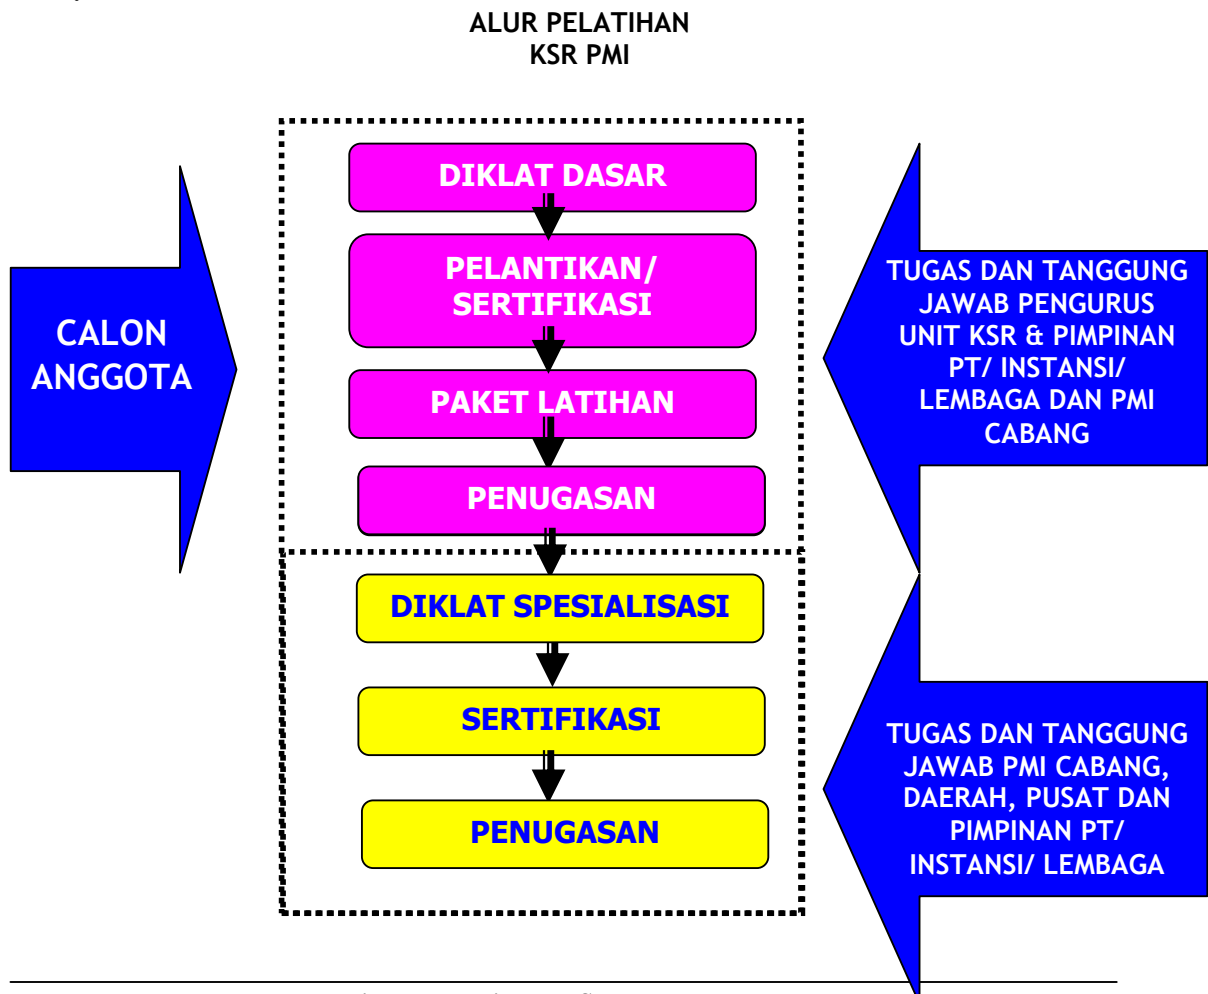 ALUR PELATIHAN
KSR PMI
CALON
ANGGOTA
DIKLAT DASAR
PELANTIKAN/
SERTIFIKASI
PAKET LATIHAN
PENUGASAN
DIKLAT SPESIALISASI
SERTIFIKASI
PENUGASAN
TUGAS DAN TANGGUNG
JAWAB PENGURUS
UNIT KSR & PIMPINAN
PT/ INSTANSI/
LEMBAGA DAN PMI
CABANG
TUGAS DAN TANGGUNG
JAWAB PMI CABANG,
DAERAH, PUSAT DAN
PIMPINAN PT/
INSTANSI/ LEMBAGA